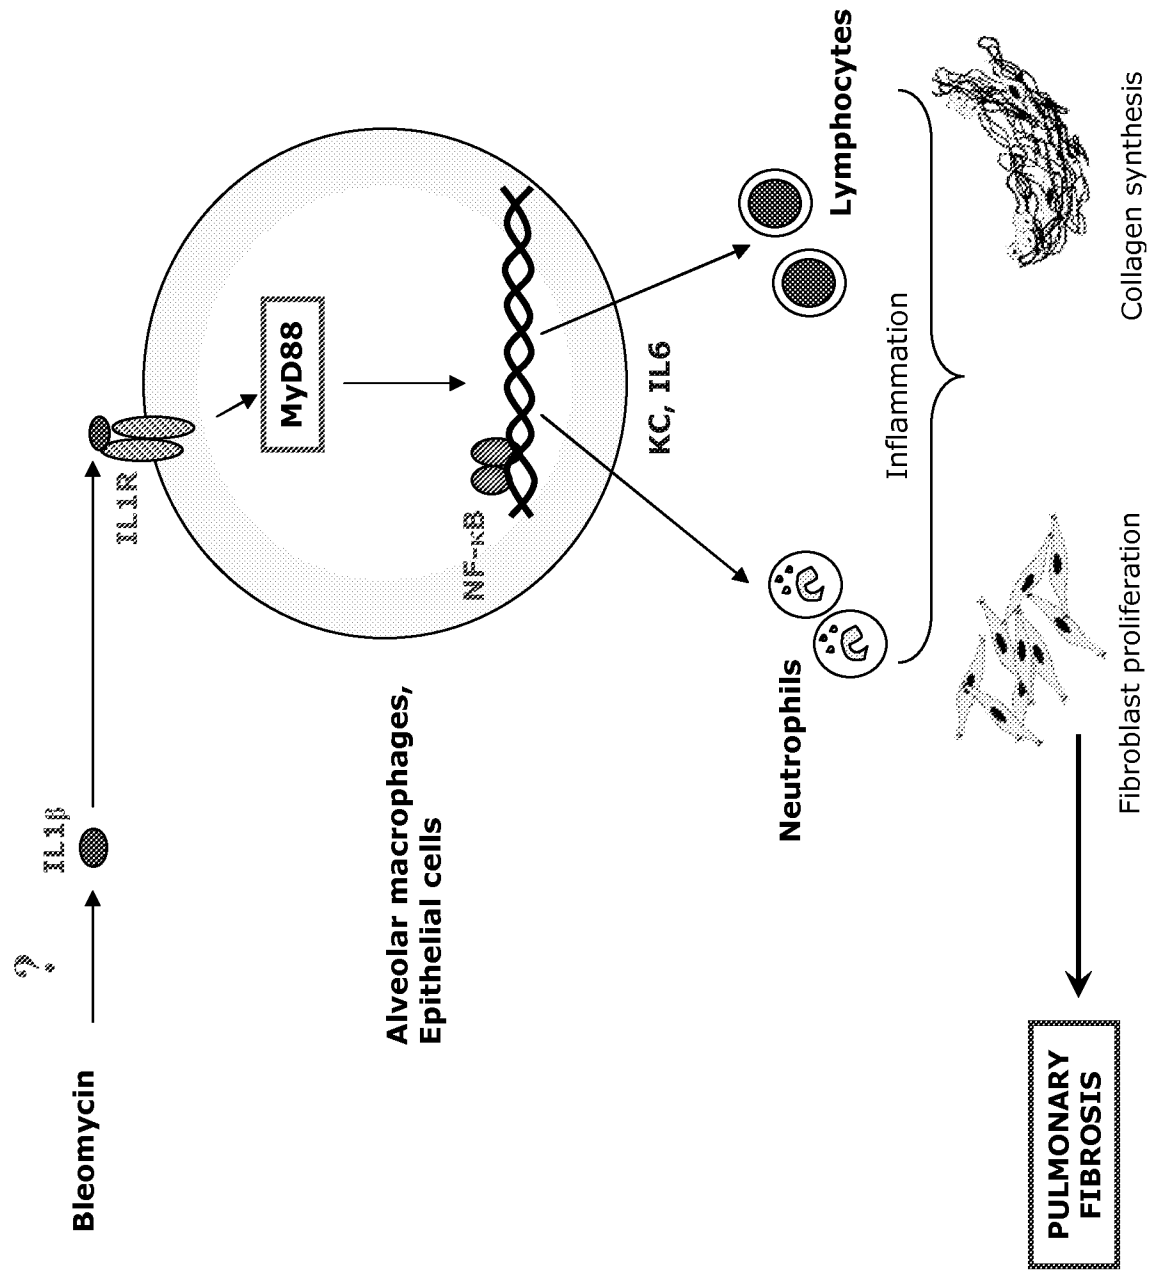 ?
Bleomycin
IL1β
IL1R
MyD88
NF-κB
Alveolar macrophages,
Epithelial cells
KC, IL6
Neutrophils
Lymphocytes
Inflammation
Fibroblast proliferation
Collagen synthesis
PULMONARY
FIBROSIS